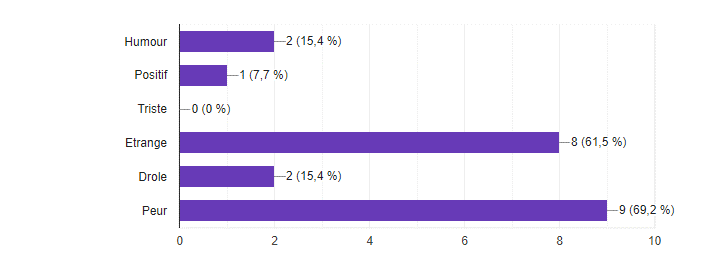 Humour 2 (15,4 %)
Positif 1 (7,7 %)
Triste 0 (0 %)
Etrange 8 (61,5 %)
Drole 2 (15,4 %)
Peur 9 (69,2 %)
0 2 4 6 8 10